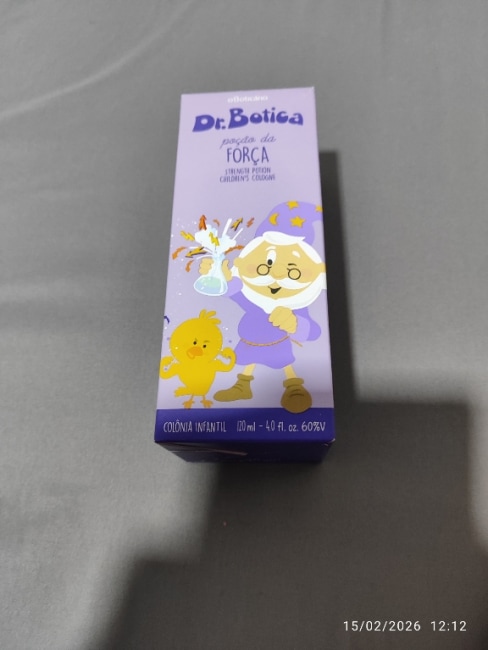 oBoticário
Dr. Botica
poção da
FORÇA
STRENGTH POTION
CHILDREN'S COLOGNE
COLÔNIA INFANTIL 120 ml - 4.0 fl. oz. 60%V
15/02/2026 12:12